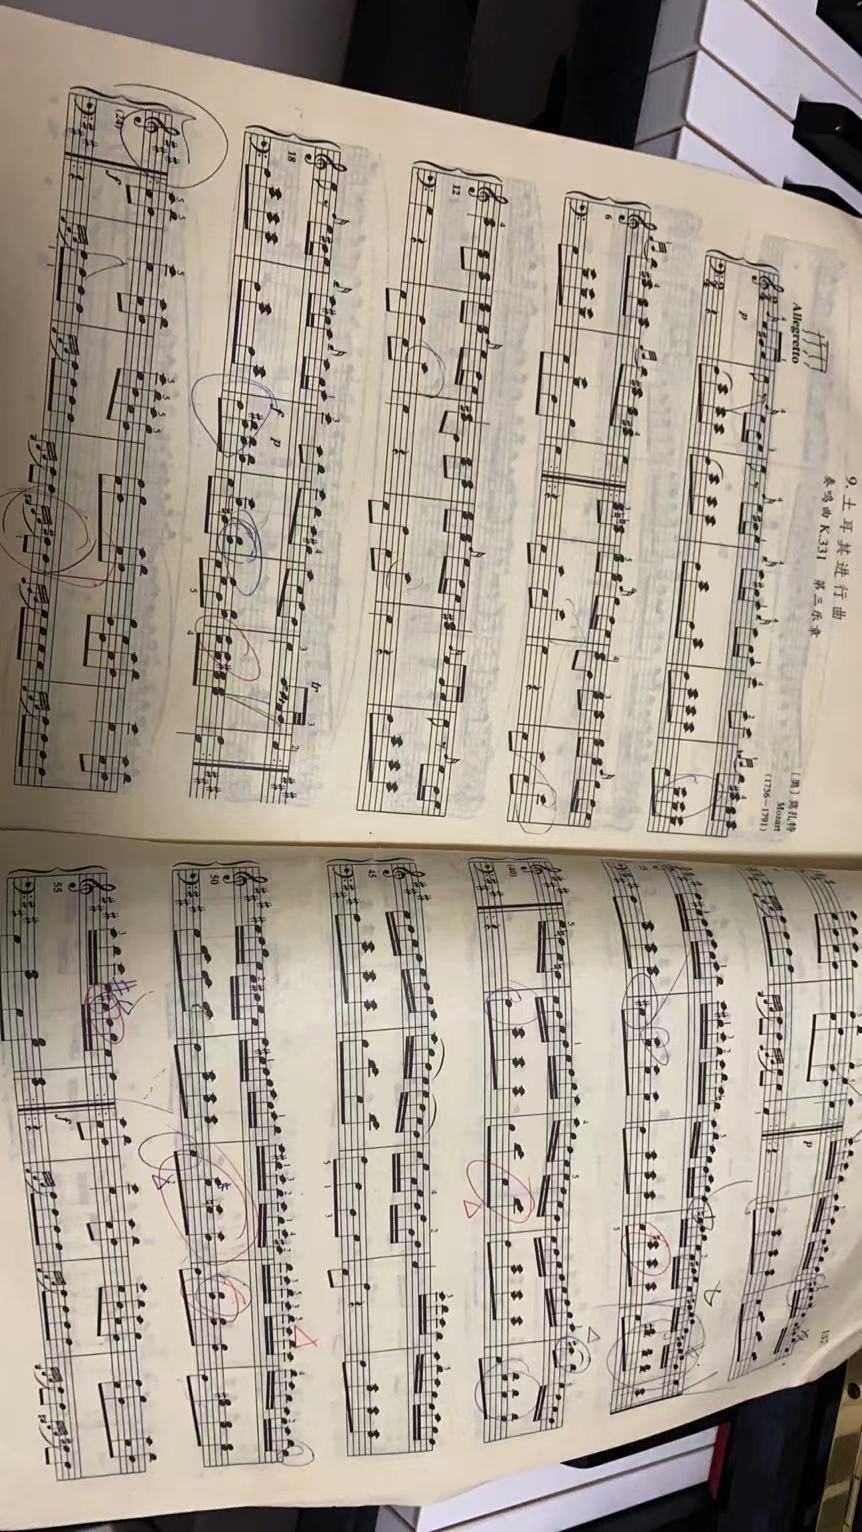 9. 土耳其进行曲
奏鸣曲 K.331 第三乐章
〔奥〕莫扎特
Mozart
(1756—1791)
Allegretto
p
6
12
18
f
p
tr
(24)
f
157
p
(40)
45
50
55
f